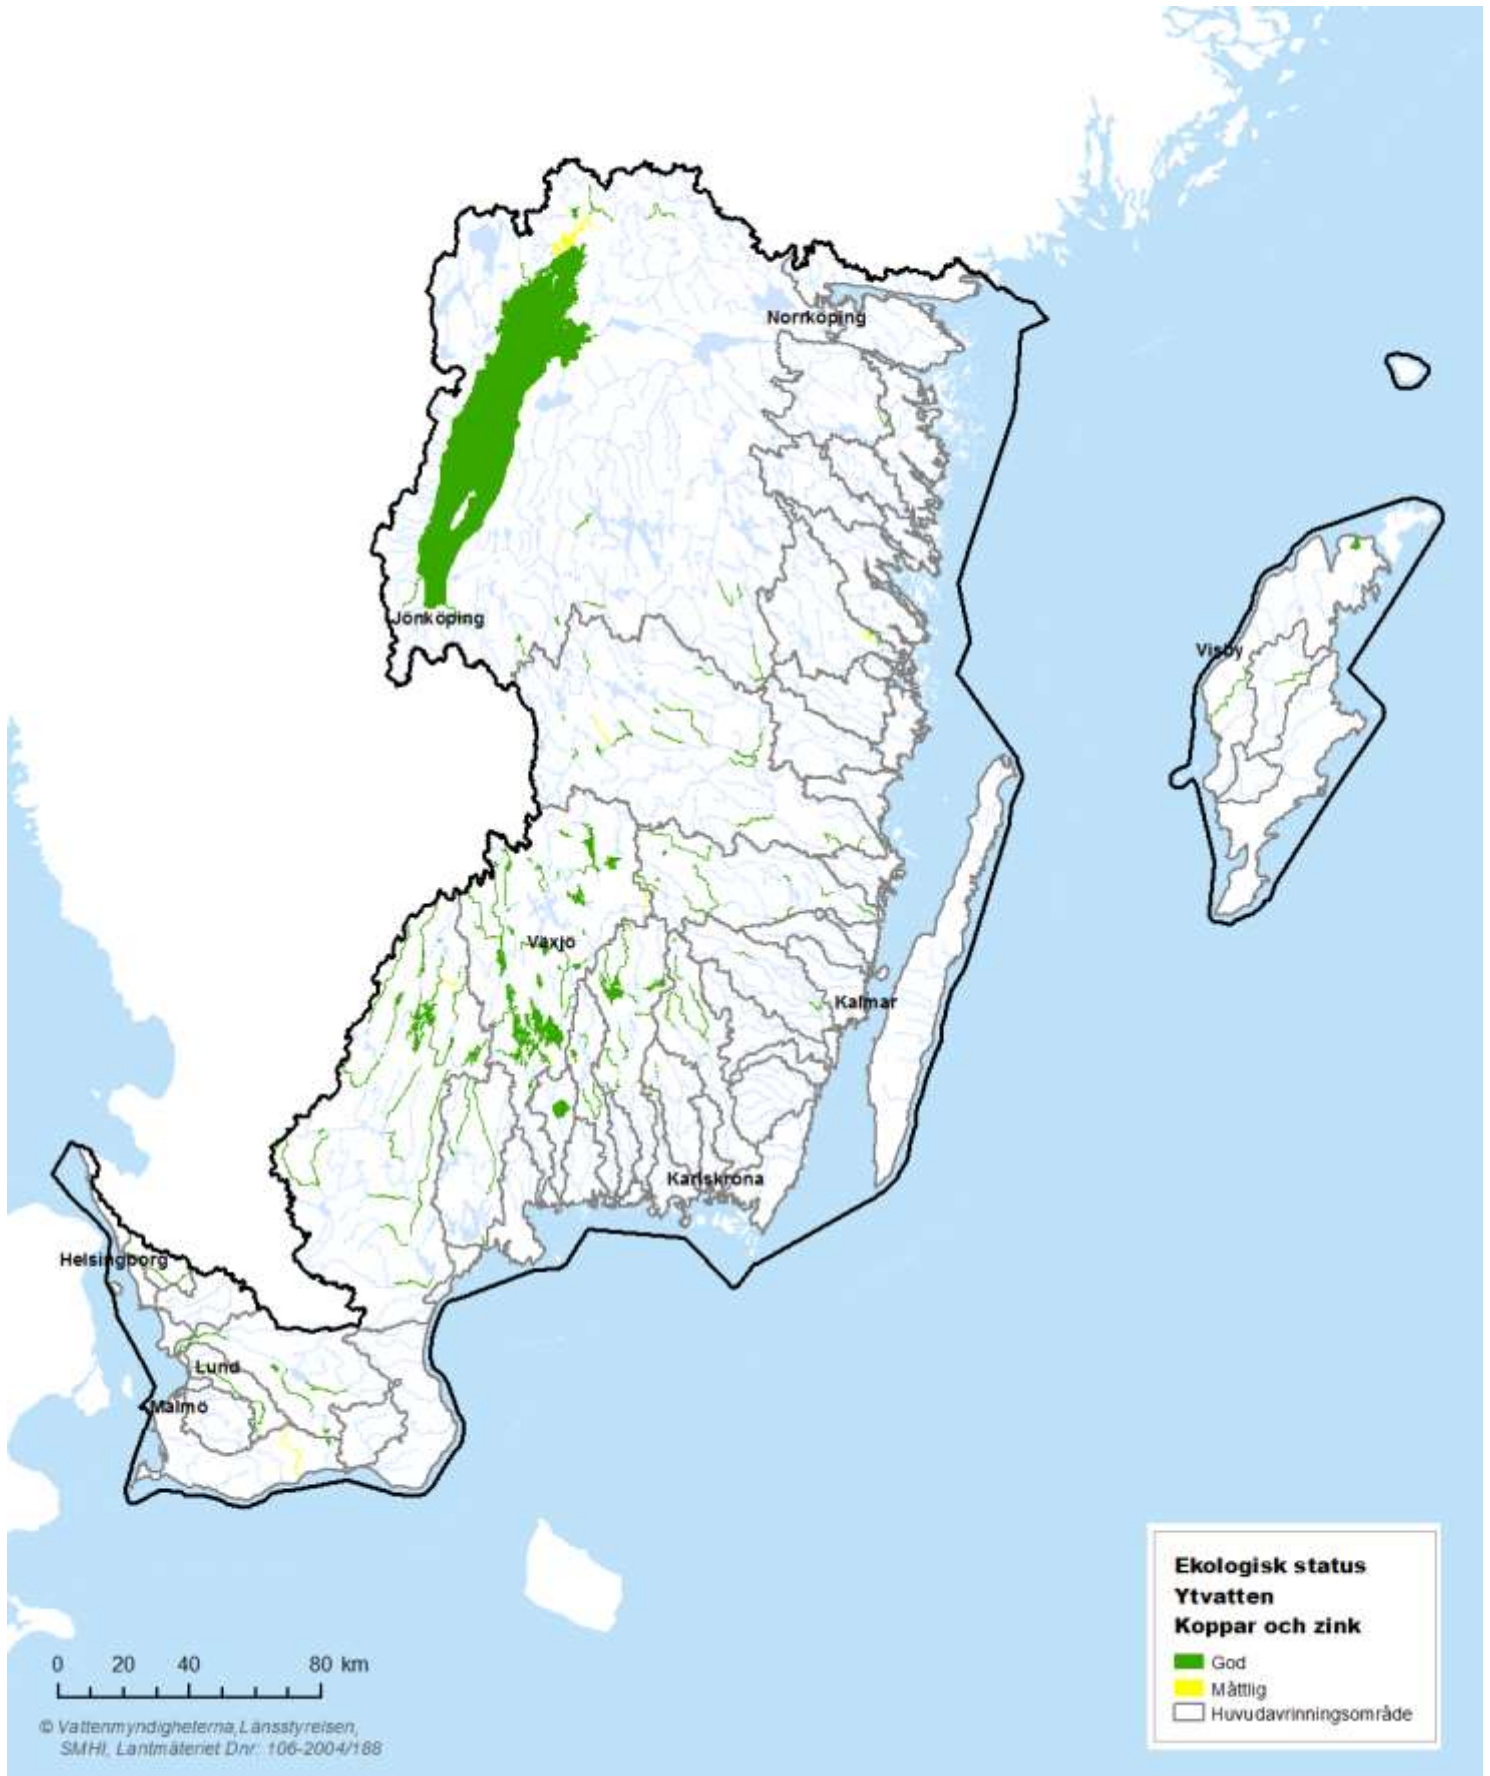 Norrköping
Jönköping
Visby
Växjö
Kalmar
Karlskrona
Helsingborg
Lund
Malmö
Ekologisk status
Ytvatten
Koppar och zink
God
Måttlig
Huvudavrinningsområde
0 20 40 80 km
© Vattenmyndigheterna,Länsstyrelsen,
SMHI, Lantmäteriet Dnr: 106-2004/188